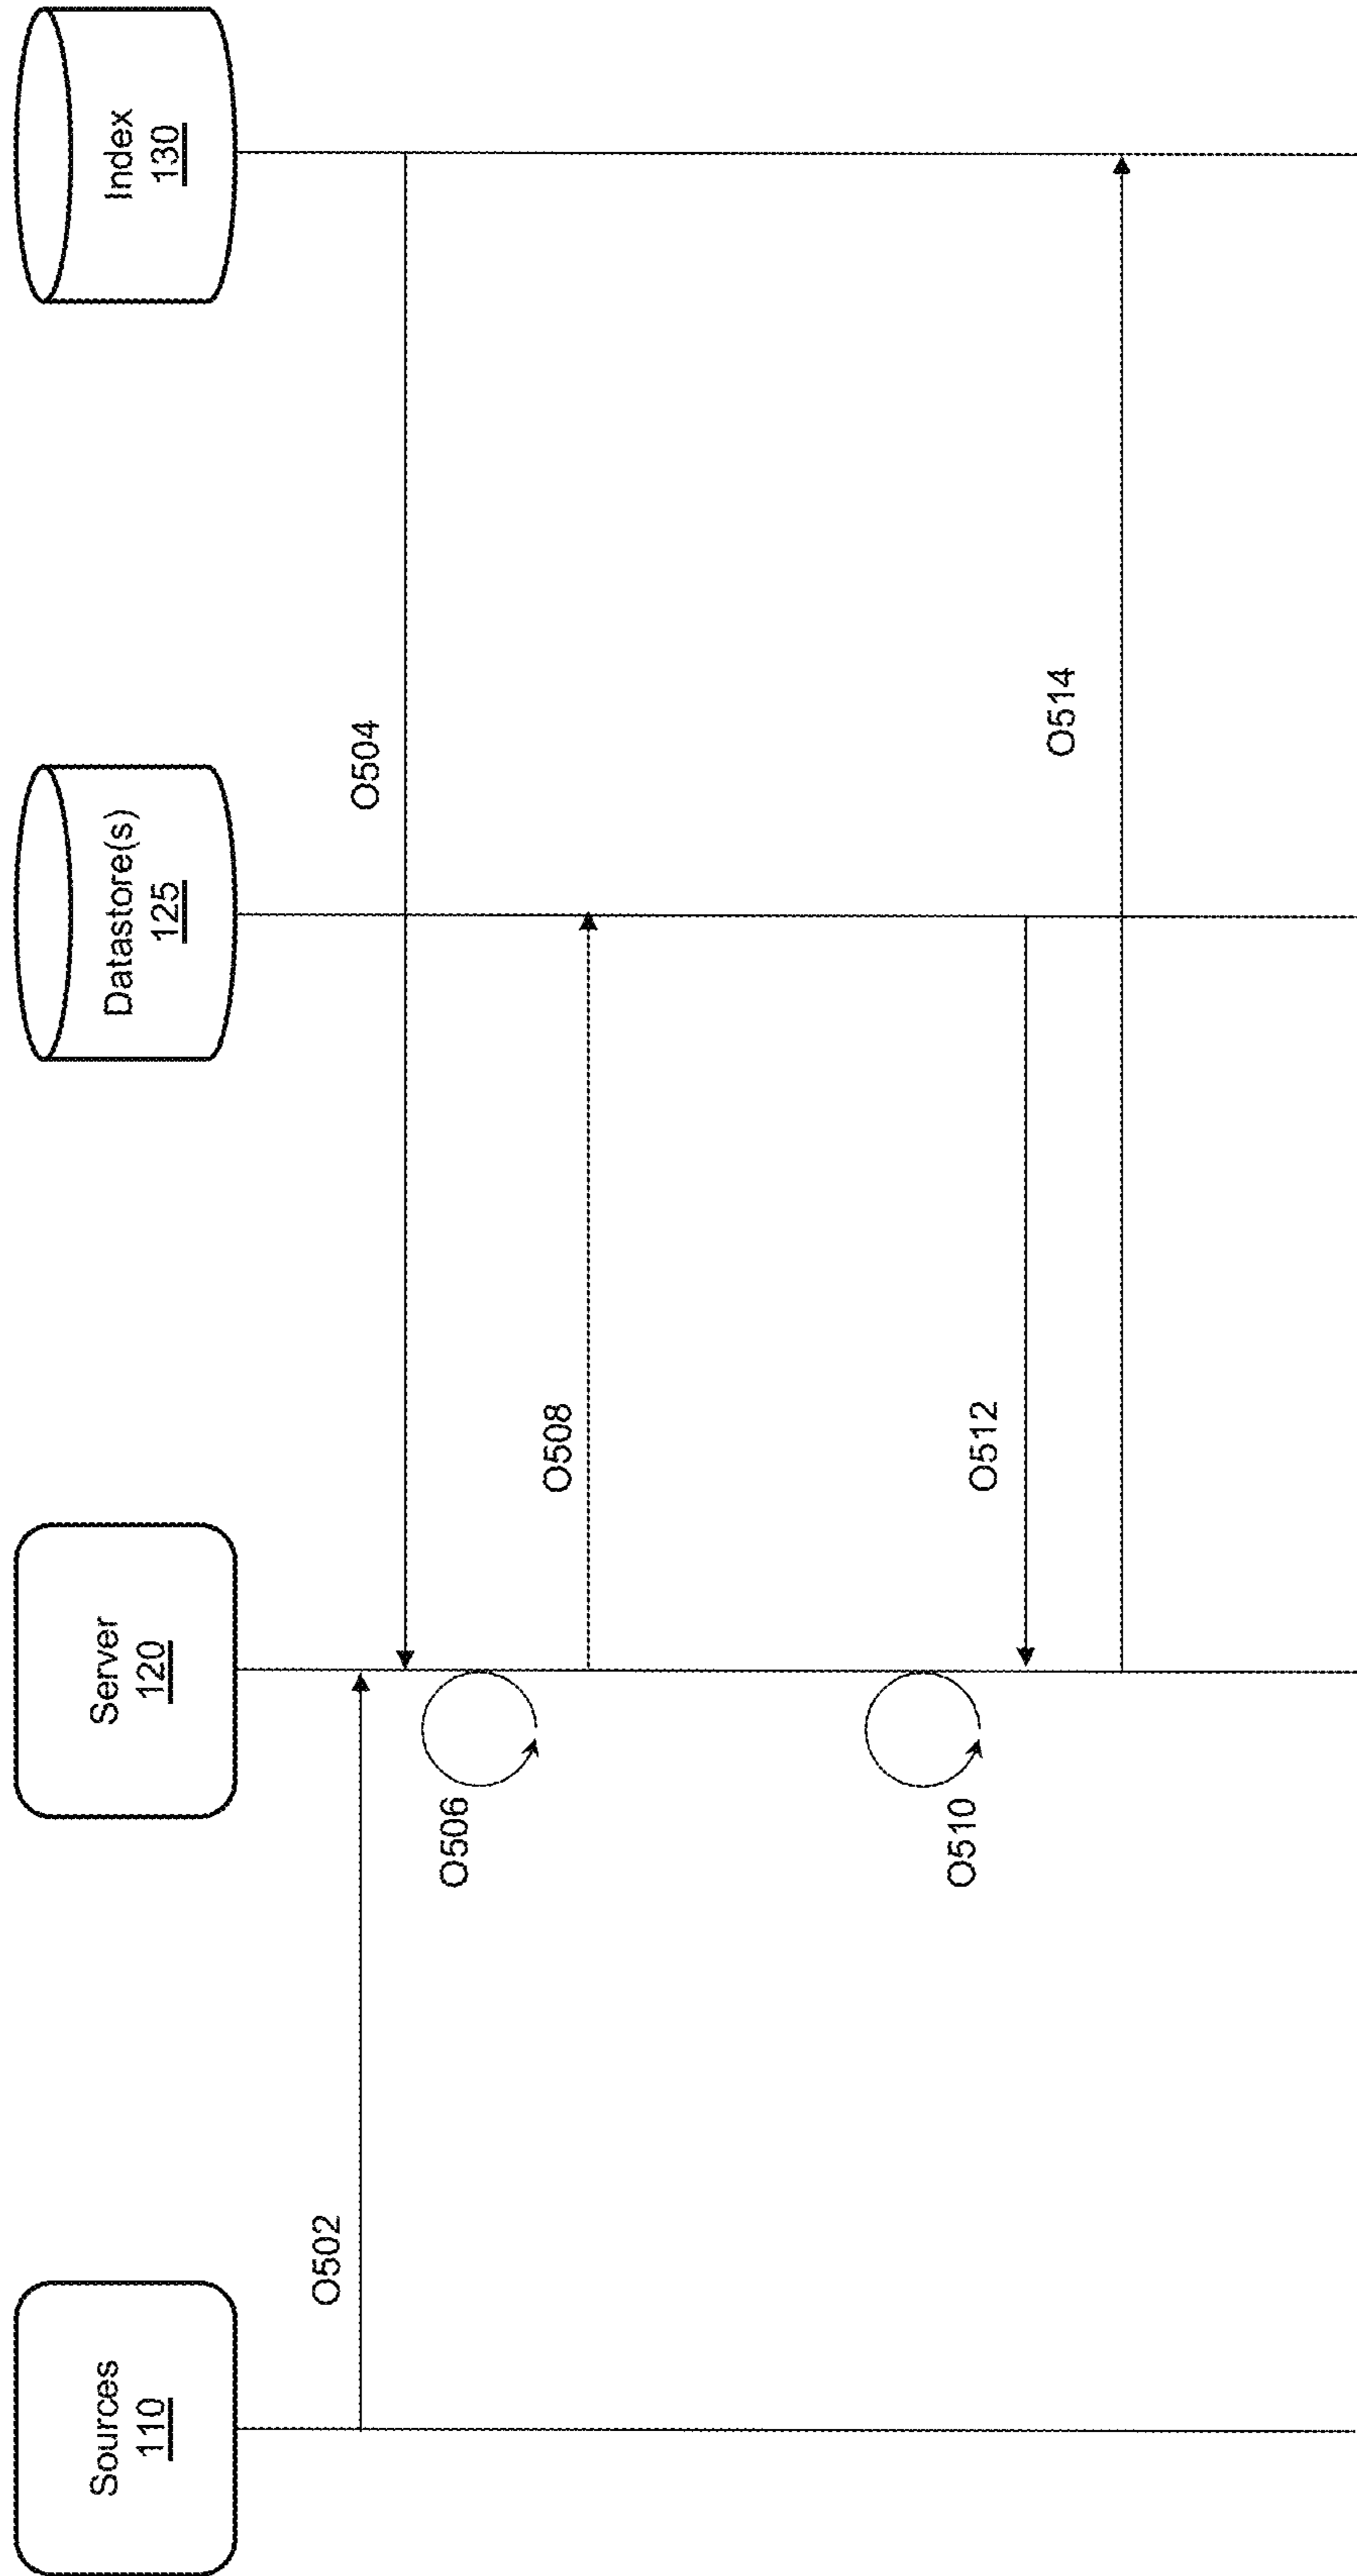 Sources
110
Server
120
Datastore(s)
125
Index
130
O502
O504
O506
O508
O510
O512
O514